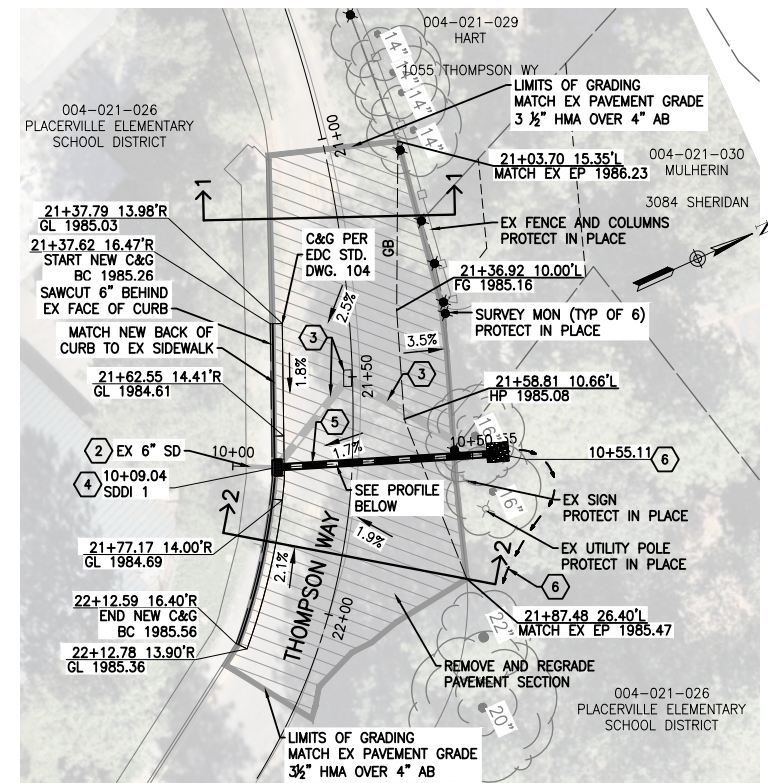 004-021-029
HART
1055 THOMPSON WY
14"
14"
14"
14"
LIMITS OF GRADING
MATCH EX PAVEMENT GRADE
3 ½" HMA OVER 4" AB
004-021-026
PLACERVILLE ELEMENTARY
SCHOOL DISTRICT
21+00
21+03.70 15.35'L
MATCH EX EP 1986.23
004-021-030
MULHERIN
3084 SHERIDAN
1
1
21+37.79 13.98'R
GL 1985.03
21+37.62 16.47'R
START NEW C&G
BC 1985.26
SAWCUT 6" BEHIND
EX FACE OF CURB
MATCH NEW BACK OF
CURB TO EX SIDEWALK
C&G PER
EDC STD.
DWG. 104
GB
EX FENCE AND COLUMNS
PROTECT IN PLACE
N
21+36.92 10.00'L
FG 1985.16
2.5%
SURVEY MON (TYP OF 6)
PROTECT IN PLACE
3
3.5%
1.8%
21+50
3
21+62.55 14.41'R
GL 1984.61
21+58.81 10.66'L
HP 1985.08
5
16"
2 EX 6" SD
10+00
1.7%
10+50.55
10+55.11
6
4 10+09.04
SDDI 1
SEE PROFILE
BELOW
EX SIGN
PROTECT IN PLACE
16"
2
2
1.9%
EX UTILITY POLE
PROTECT IN PLACE
21+77.17 14.00'R
GL 1984.69
2.1%
6
THOMPSON WAY
22+12.59 16.40'R
END NEW C&G
BC 1985.56
22+12.78 13.90'R
GL 1985.36
22+00
21+87.48 26.40'L
MATCH EX EP 1985.47
22"
REMOVE AND REGRADE
PAVEMENT SECTION
20"
004-021-026
PLACERVILLE ELEMENTARY
SCHOOL DISTRICT
LIMITS OF GRADING
MATCH EX PAVEMENT GRADE
3½" HMA OVER 4" AB